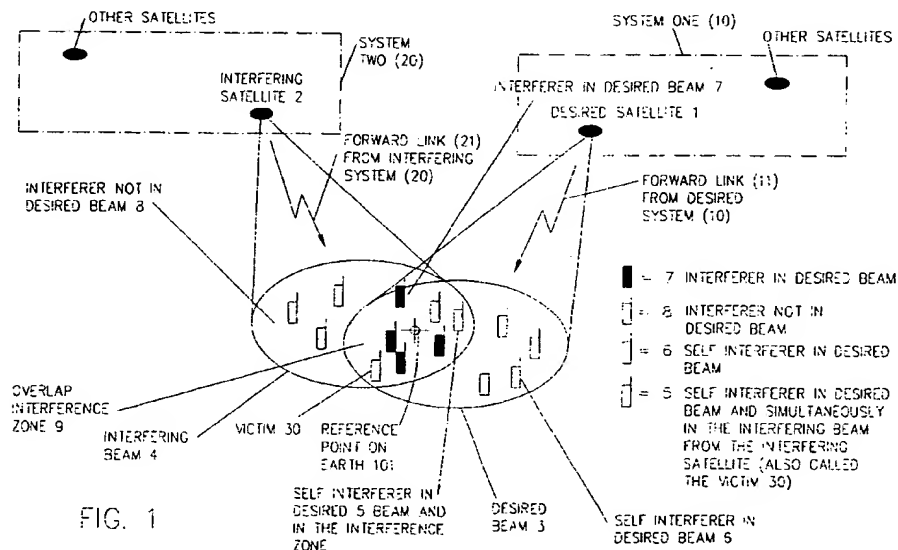 OTHER SATELLITES
SYSTEM ONE (10)
OTHER SATELLITES
SYSTEM
TWO (20)
INTERFERING
SATELLITE 2
INTERFERER IN DESIRED BEAM 7
DESIRED SATELLITE 1
FORWARD LINK (21)
FROM INTERFERING
SYSTEM (20)
INTERFERER NOT IN
DESIRED BEAM 8
FORWARD LINK (11)
FROM DESIRED
SYSTEM (10)
= 7 INTERFERER IN DESIRED BEAM
= 8 INTERFERER NOT IN
DESIRED BEAM
= 6 SELF INTERFERER IN DESIRED
BEAM
= 5 SELF INTERFERER IN DESIRED
BEAM AND SIMULTANEOUSLY
IN THE INTERFERING BEAM
FROM THE INTERFERING
SATELLITE (ALSO CALLED
THE VICTIM 30)
OVERLAP
INTERFERENCE
ZONE 9
INTERFERING
BEAM 4
VICTIM 30
REFERENCE
POINT ON
EARTH 101
SELF INTERFERER IN
DESIRED 5 BEAM AND
IN THE INTERFERENCE
ZONE
DESIRED
BEAM 3
SELF INTERFERER IN
DESIRED BEAM 6
FIG. 1